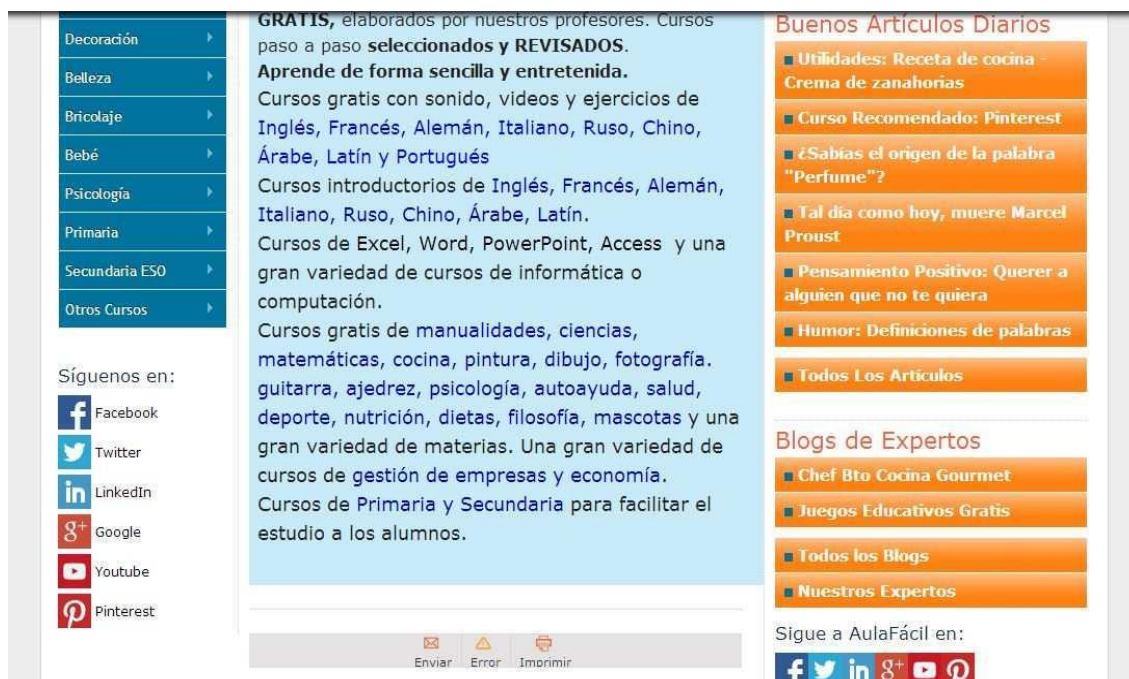 Decoración
Belleza
Bricolaje
Bebé
Psicología
Primaria
Secundaria ESO
Otros Cursos
Síguenos en:
Facebook
Twitter
LinkedIn
Google
Youtube
Pinterest
GRATIS, elaborados por nuestros profesores. Cursos
paso a paso seleccionados y REVISADOS.
Aprende de forma sencilla y entretenida.
Cursos gratis con sonido, videos y ejercicios de
Inglés, Francés, Alemán, Italiano, Ruso, Chino,
Árabe, Latín y Portugués
Cursos introductorios de Inglés, Francés, Alemán,
Italiano, Ruso, Chino, Árabe, Latín.
Cursos de Excel, Word, PowerPoint, Access y una
gran variedad de cursos de informática o
computación.
Cursos gratis de manualidades, ciencias,
matemáticas, cocina, pintura, dibujo, fotografía.
guitarra, ajedrez, psicología, autoayuda, salud,
deporte, nutrición, dietas, filosofía, mascotas y una
gran variedad de materias. Una gran variedad de
cursos de gestión de empresas y economía.
Cursos de Primaria y Secundaria para facilitar el
estudio a los alumnos.
Enviar Error Imprimir
Buenos Artículos Diarios
Utilidades: Receta de cocina -
Crema de zanahorias
Curso Recomendado: Pinterest
¿Sabías el origen de la palabra
"Perfume"?
Tal día como hoy, muere Marcel
Proust
Pensamiento Positivo: Querer a
alguien que no te quiera
Humor: Definiciones de palabras
Todos Los Artículos
Blogs de Expertos
Chef Bto Cocina Gourmet
Juegos Educativos Gratis
Todos los Blogs
Nuestros Expertos
Sigue a AulaFácil en: